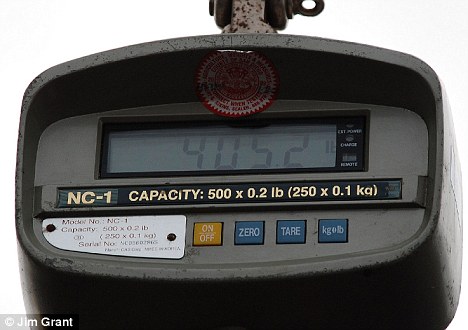 405.2 lb
EXT.POWER
CHARGE
REMOTE
NC-1 CAPACITY: 500 x 0.2 lb (250 x 0.1 kg)
Model No.: NC-1
Capacity: 500 x 0.2 lb
( 250 x 0.1 kg)
Serial No.:
ON
OFF
ZERO
TARE
kg lb
© Jim Grant